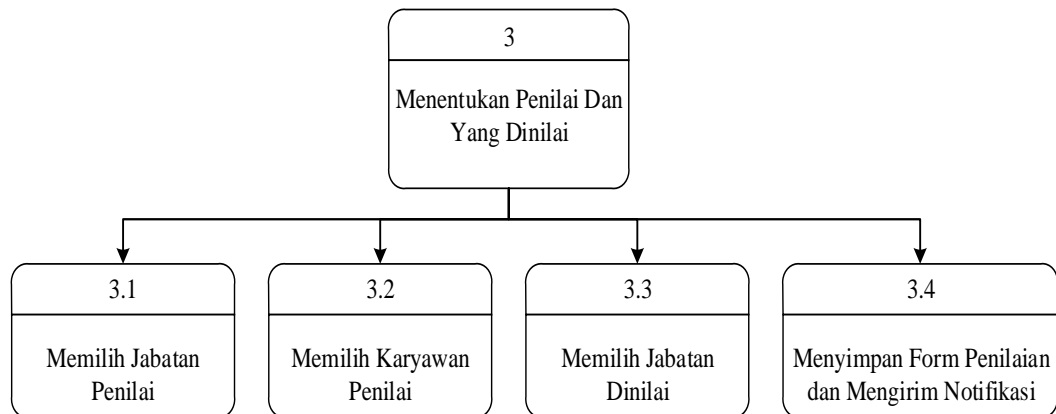 3
Menentukan Penilai Dan
Yang Dinilai
3.1
Memilih Jabatan
Penilai
3.2
Memilih Karyawan
Penilai
3.3
Memilih Jabatan
Dinilai
3.4
Menyimpan Form Penilaian
dan Mengirim Notifikasi